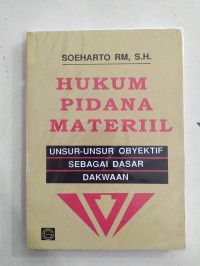 SOEHARTO RM, S.H.
HUKUM
PIDANA
MATERIIL
UNSUR-UNSUR OBYEKTIF
SEBAGAI DASAR
DAKWAAN